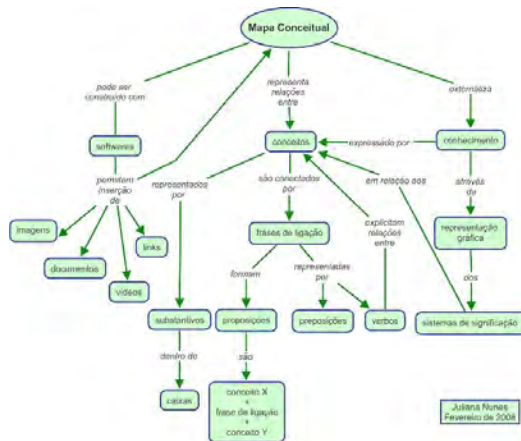 Mapa Conceitual
pode ser
construído com
representa
relações
entre
externaliza
softwares
conceitos
expressado por
conhecimento
permitem
inserção
de
representados
por
são conectados
por
em relação aos
através
de
imagens
links
documentos
vídeos
frases de ligação
explicitam
relações
entre
representação
gráfica
formam
representadas
por
dos
substantivos
proposições
preposições
verbos
sistemas de significação
dentro de
são
caixas
conceito X
+
frase de ligação
+
conceito Y
Juliana Nunes
Fevereiro de 2008